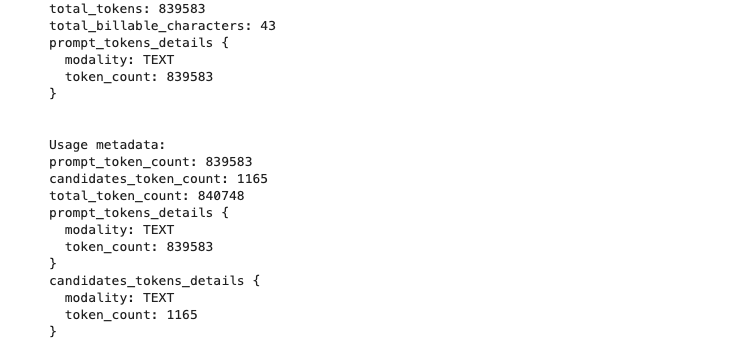 total_tokens: 839583
total_billable_characters: 43
prompt_tokens_details {
  modality: TEXT
  token_count: 839583
}
Usage metadata:
prompt_token_count: 839583
candidates_token_count: 1165
total_token_count: 840748
prompt_tokens_details {
  modality: TEXT
  token_count: 839583
}
candidates_tokens_details {
  modality: TEXT
  token_count: 1165
}